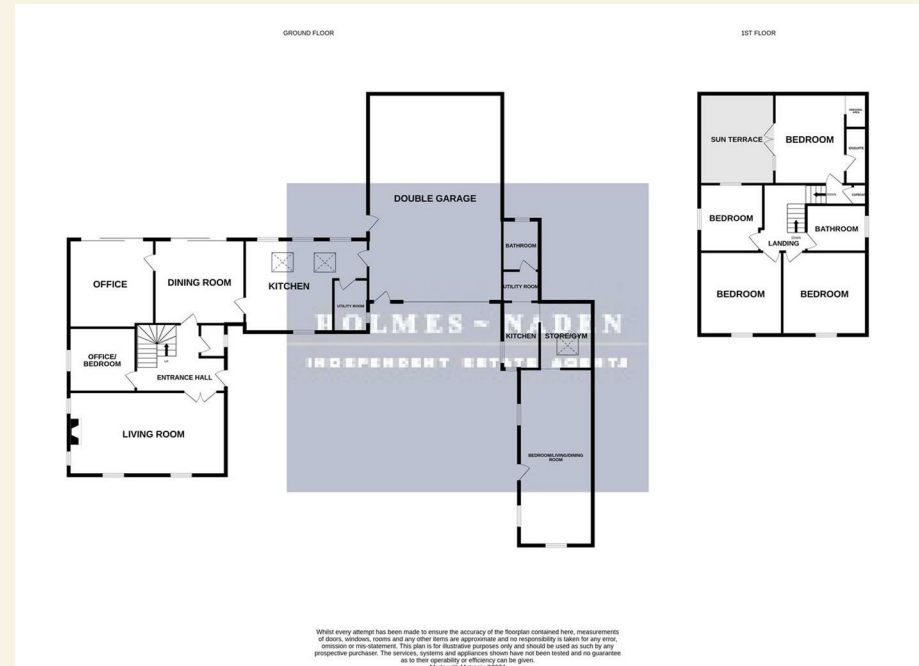 GROUND FLOOR
1ST FLOOR
SUN TERRACE
BEDROOM
DRESSING
AREA
ENSUITE
DOUBLE GARAGE
DOWN
CUPBOARD
BEDROOM
BATHROOM
DOWN
LANDING
BATHROOM
OFFICE
DINING ROOM
KITCHEN
UTILITY ROOM
UTILITY ROOM
BEDROOM
BEDROOM
HOLMES - NADEN
INDEPENDENT ESTATE AGENTS
KITCHEN
STORE/GYM
OFFICE/
BEDROOM
UP
ENTRANCE HALL
LIVING ROOM
BEDROOM/LIVING/DINING
ROOM
Whilst every attempt has been made to ensure the accuracy of the floorplan contained here, measurements
of doors, windows, rooms and any other items are approximate and no responsibility is taken for any error,
omission or mis-statement. This plan is for illustrative purposes only and should be used as such by any
prospective purchaser. The services, systems and appliances shown have not been tested and no guarantee
as to their operability or efficiency can be given.